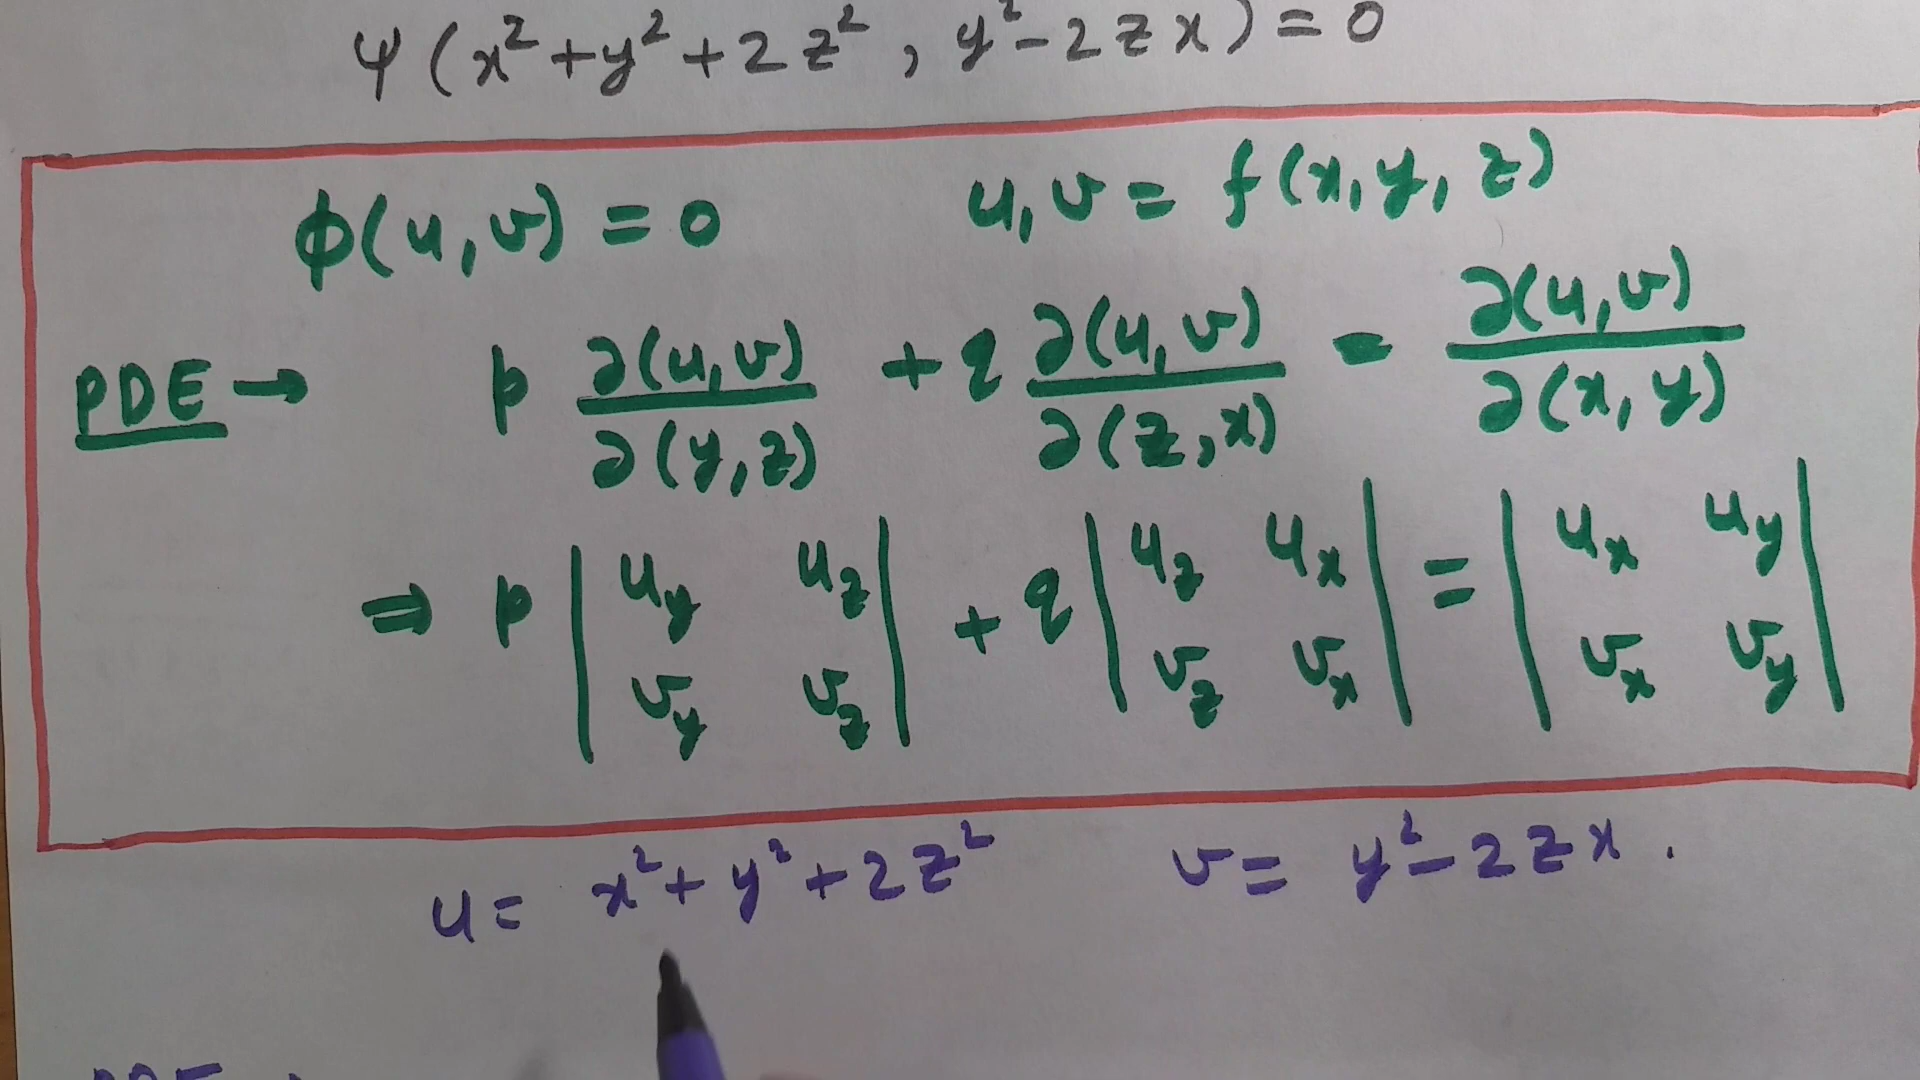 ψ(x²+y²+2z², y²-2zx)=0
φ(u,v)=0 u,v=f(x,y,z)
PDE→ p ∂(u,v)/∂(y,z) + q ∂(u,v)/∂(z,x) = ∂(u,v)/∂(x,y)
⇒ p |u_y u_z; v_y v_z| + q |u_z u_x; v_z v_x| = |u_x u_y; v_x v_y|
u= x²+y²+2z² v= y²-2zx.